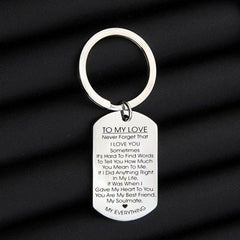 TO MY LOVE
Never Forget That
I LOVE YOU
Sometimes
It's Hard To Find Words
To Tell You How Much
You Mean To Me.
If I Did Anything Right
In My Life,
It Was When I
Gave My Heart To You.
You Are My Best Friend,
My Soulmate,
MY EVERYTHING